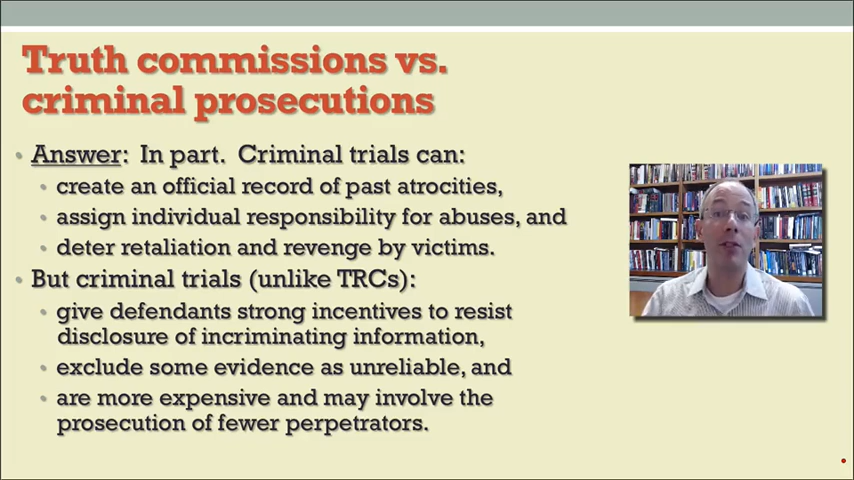 Truth commissions vs.
criminal prosecutions
• Answer: In part. Criminal trials can:
• create an official record of past atrocities,
• assign individual responsibility for abuses, and
• deter retaliation and revenge by victims.
• But criminal trials (unlike TRCs):
• give defendants strong incentives to resist
disclosure of incriminating information,
• exclude some evidence as unreliable, and
• are more expensive and may involve the
prosecution of fewer perpetrators.